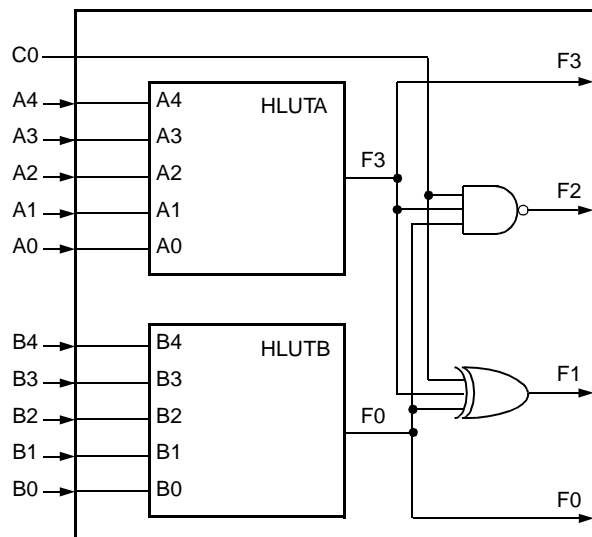 C0
F3
A4 A4 HLUTA
A3 A3
A2 A2 F3
A1 A1 F2
A0 A0
B4 B4 HLUTB
B3 B3 F1
B2 B2 F0
B1 B1
B0 B0 F0